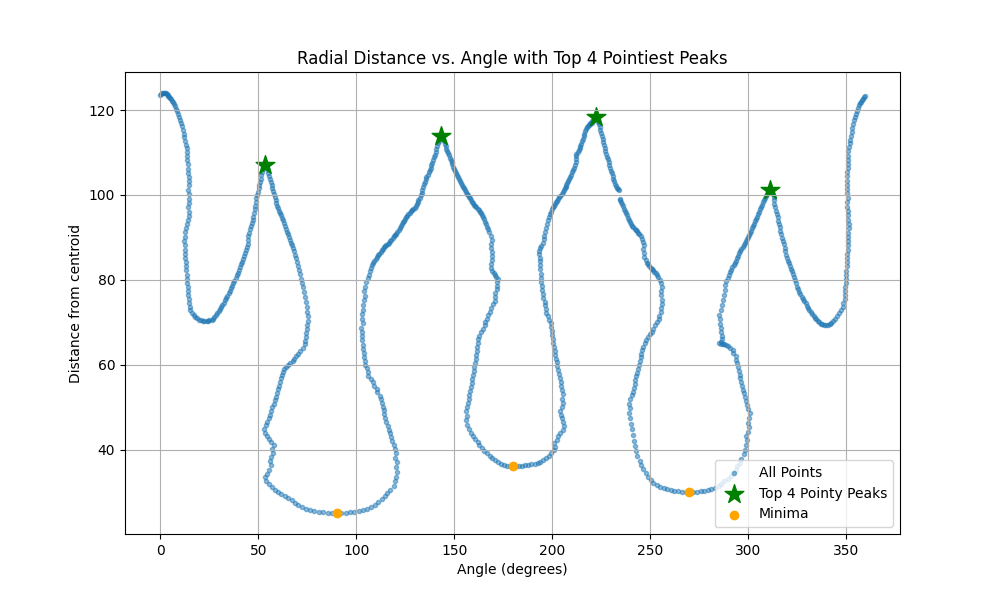 Radial Distance vs. Angle with Top 4 Pointiest Peaks
120
100
80
60
40
Distance from centroid
0 50 100 150 200 250 300 350
Angle (degrees)
All Points
Top 4 Pointy Peaks
Minima